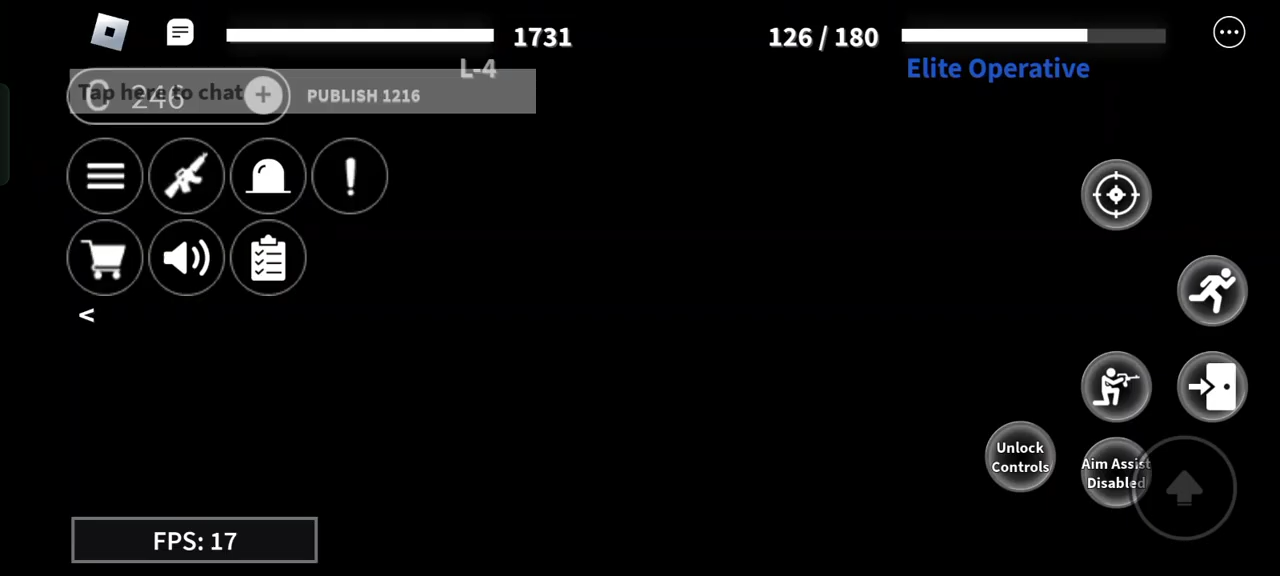 1731
126 / 180
L-4
Elite Operative
Tap here to chat
C 246 +
PUBLISH 1216
<
Unlock
Controls
Aim Assist
Disabled
FPS: 17